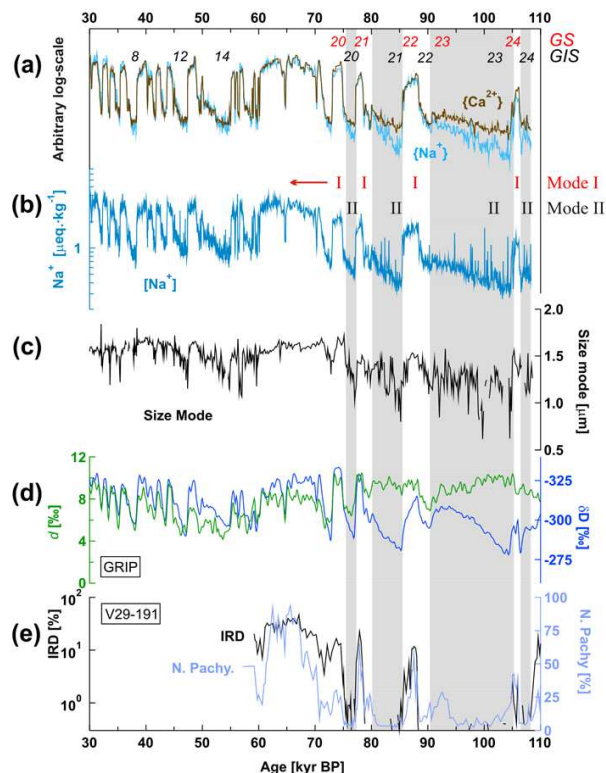 30 40 50 60 70 80 90 100 110
20 21 22 23 24 GS
8 12 14 20 21 22 23 24 GIS
(a)
Arbitrary log-scale
{Ca2+}
{Na+}
I I I I Mode I
(b)
II II II II Mode II
Na+ [μeq.·kg-1]
1
[Na+]
(c)
2.0
1.5
1.0
0.5
Size mode [μm]
Size Mode
(d)
12
8
4
0
d [‰]
-325
-300
-275
δD [‰]
GRIP
(e)
V29-191
10²
10¹
10⁰
IRD [%]
IRD
N. Pachy.
100
75
50
25
0
N. Pachy [%]
30 40 50 60 70 80 90 100 110
Age [kyr BP]